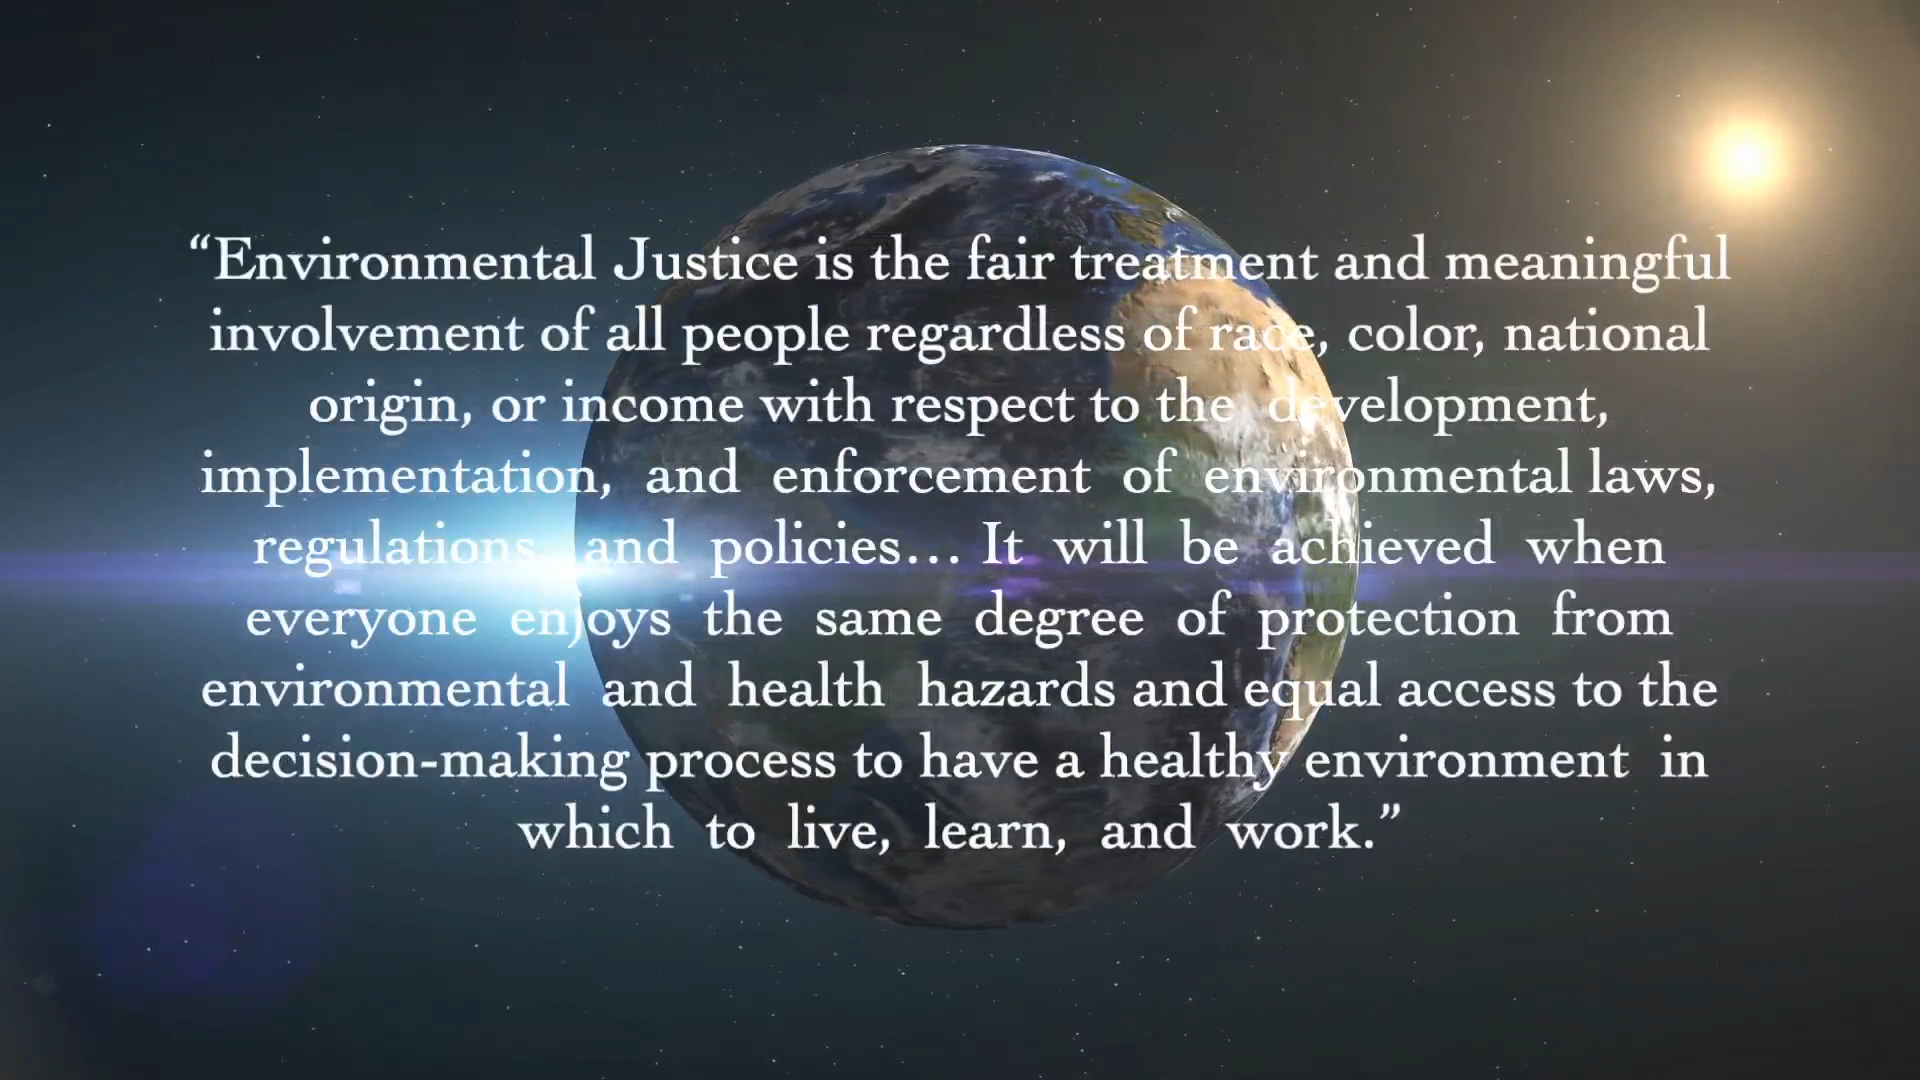 “Environmental Justice is the fair treatment and meaningful
involvement of all people regardless of race, color, national
origin, or income with respect to the development,
implementation, and enforcement of environmental laws,
regulations, and policies… It will be achieved when
everyone enjoys the same degree of protection from
environmental and health hazards and equal access to the
decision-making process to have a healthy environment in
which to live, learn, and work.”